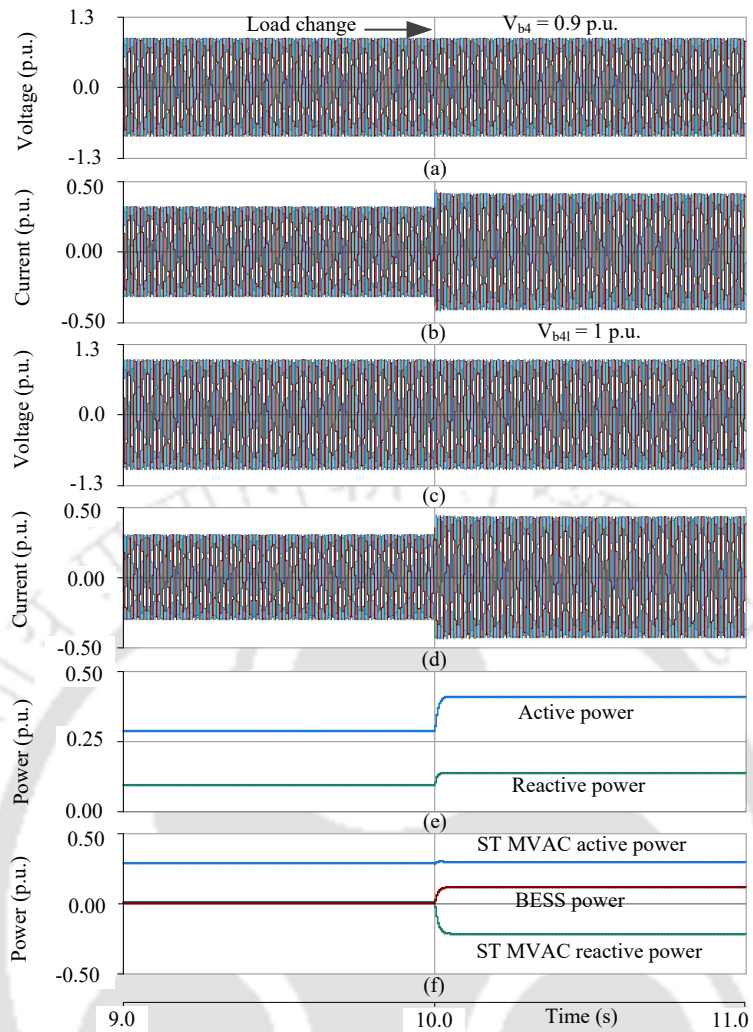 Load change
V_b4 = 0.9 p.u.
1.3
0.0
-1.3
Voltage (p.u.)
(a)
0.50
0.00
-0.50
Current (p.u.)
(b)
V_b4l = 1 p.u.
1.3
0.0
-1.3
Voltage (p.u.)
(c)
0.50
0.00
-0.50
Current (p.u.)
(d)
0.50
0.25
0.00
Power (p.u.)
Active power
Reactive power
(e)
0.50
0.00
-0.50
Power (p.u.)
ST MVAC active power
BESS power
ST MVAC reactive power
(f)
9.0
10.0
Time (s)
11.0